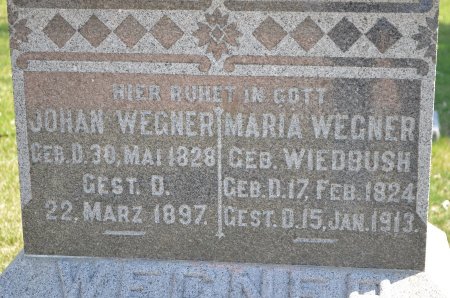 HIER RUHET IN GOTT
JOHAN WEGNER
GEB. D. 30, MAI 1828
GEST. D.
22. MARZ 1897.
MARIA WEGNER
GEB. WIEDBUSH
GEB. D. 17, FEB. 1824
GEST. D. 15, JAN. 1913.
WEGNER